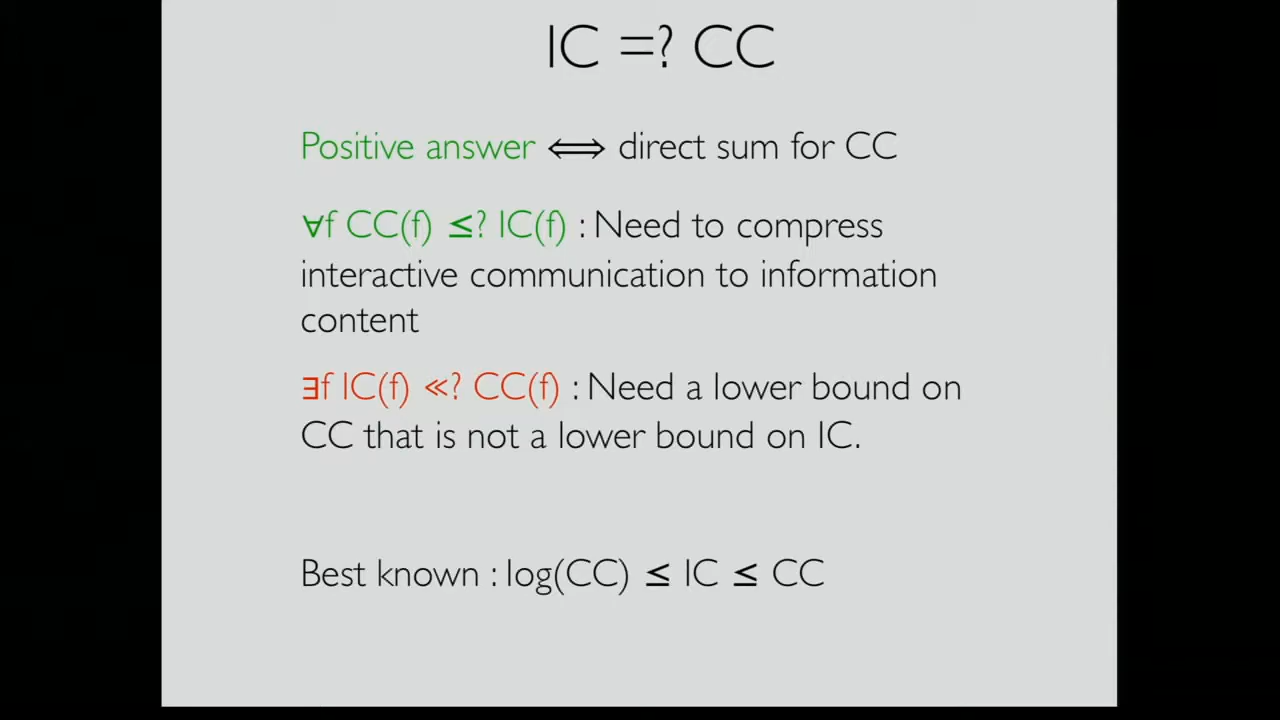 IC =? CC
Positive answer ⟺ direct sum for CC
∀f CC(f) ≤? IC(f) : Need to compress
interactive communication to information
content
∃f IC(f) ≪? CC(f) : Need a lower bound on
CC that is not a lower bound on IC.
Best known : log(CC) ≤ IC ≤ CC